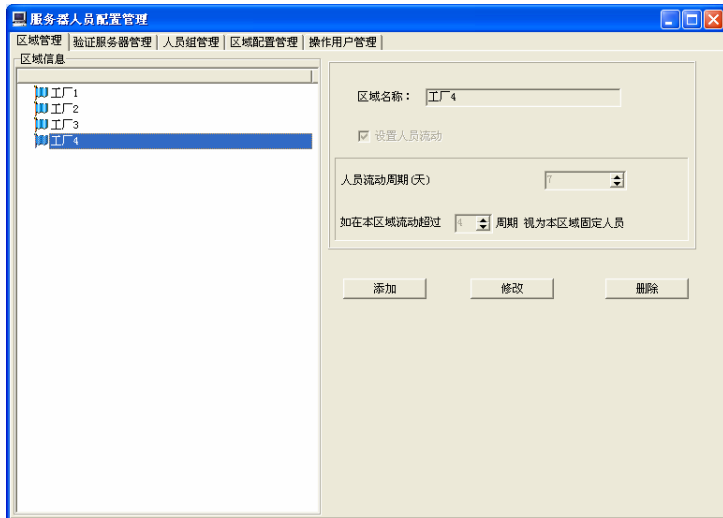 服务器人员配置管理
区域管理 验证服务器管理 人员组管理 区域配置管理 操作用户管理
区域信息
工厂1
工厂2
工厂3
工厂4
区域名称： 工厂4
设置人员流动
人员流动周期(天) 7
如在本区域流动超过 4 周期 视为本区域固定人员
添加 修改 删除